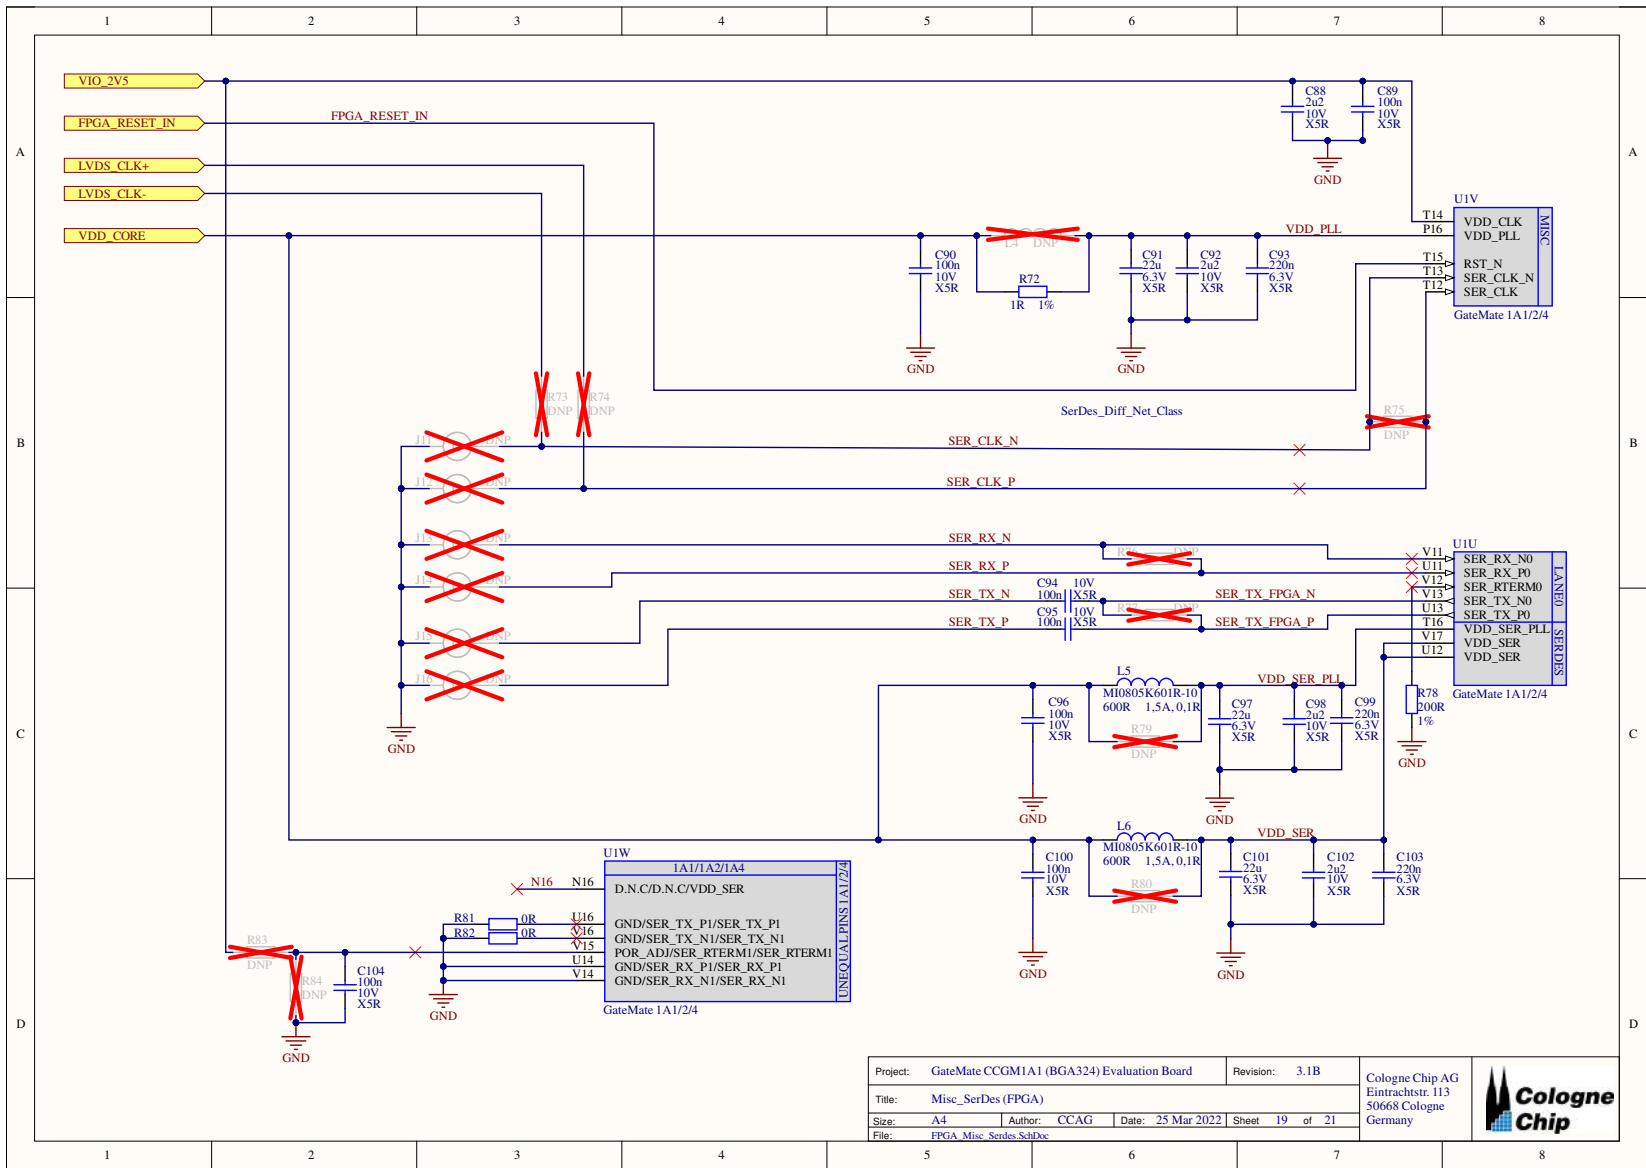 1 2 3 4 5 6 7 8
A A
B B
C C
D D
VIO_2V5
FPGA_RESET_IN
LVDS_CLK+
LVDS_CLK-
VDD_CORE
FPGA_RESET_IN
C88
2u2
10V
X5R
C89
100n
10V
X5R
GND
U1V
T14 VDD_CLK
P16 VDD_PLL
T15 RST_N
T13 SER_CLK_N
T12 SER_CLK
MISC
GateMate 1A1/2/4
VDD_PLL
L4 DNP
R72
1R 1%
C90
100n
10V
X5R
GND
C91
22u
6.3V
X5R
C92
2u2
10V
X5R
C93
220n
6.3V
X5R
GND
R73
DNP
R74
DNP
SerDes_Diff_Net_Class
R75
DNP
J11 DNP
SER_CLK_N
J12 DNP
SER_CLK_P
J13 DNP
SER_RX_N
R76 DNP
J14 DNP
SER_RX_P
C94 10V
100n X5R
SER_TX_N
SER_TX_FPGA_N
C95 10V
100n X5R
R77 DNP
J15 DNP
SER_TX_P
SER_TX_FPGA_P
J16 DNP
GND
U1U
V11 SER_RX_N0
U11 SER_RX_P0
V12 SER_RTERM0
V13 SER_TX_N0
U13 SER_TX_P0
T16 VDD_SER_PLL
V17 VDD_SER
U12 VDD_SER
LANE0
SERDES
GateMate 1A1/2/4
R78
200R
1%
GND
L5
MI0805K601R-10
600R 1,5A, 0,1R
VDD_SER_PLL
R79
DNP
C96
100n
10V
X5R
GND
C97
22u
6.3V
X5R
C98
2u2
10V
X5R
C99
220n
6.3V
X5R
GND
L6
MI0805K601R-10
600R 1,5A, 0,1R
VDD_SER
R80
DNP
C100
100n
10V
X5R
GND
C101
22u
6.3V
X5R
C102
2u2
10V
X5R
C103
220n
6.3V
X5R
GND
U1W
1A1/1A2/1A4
N16 N16 D.N.C/D.N.C/VDD_SER
R81 0R U16 GND/SER_TX_P1/SER_TX_P1
R82 0R V16 GND/SER_TX_N1/SER_TX_N1
V15 POR_ADJ/SER_RTERM1/SER_RTERM1
U14 GND/SER_RX_P1/SER_RX_P1
V14 GND/SER_RX_N1/SER_RX_N1
UNEQUAL PINS 1A1/2/4
GateMate 1A1/2/4
GND
R83
DNP
R84
DNP
C104
100n
10V
X5R
GND
Project: GateMate CCGM1A1 (BGA324) Evaluation Board Revision: 3.1B
Title: Misc_SerDes (FPGA)
Size: A4 Author: CCAG Date: 25 Mar 2022 Sheet 19 of 21
File: FPGA_Misc_Serdes.SchDoc
Cologne Chip AG
Eintrachtstr. 113
50668 Cologne
Germany
Cologne
Chip
1 2 3 4 5 6 7 8